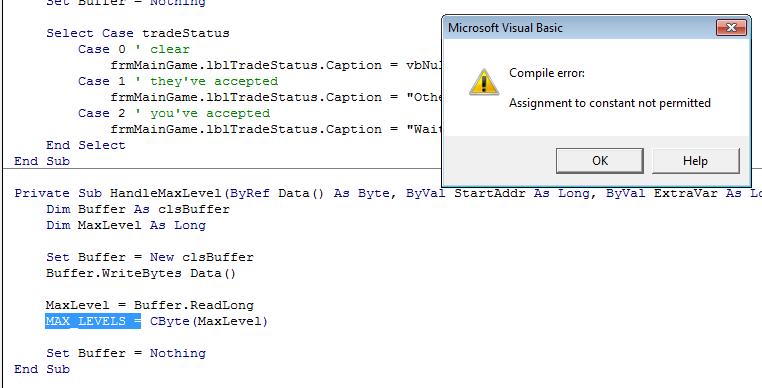 Set Buffer = Nothing
Select Case tradeStatus
Case 0 ' clear
frmMainGame.lblTradeStatus.Caption = vbNul
Case 1 ' they've accepted
frmMainGame.lblTradeStatus.Caption = "Othe
Case 2 ' you've accepted
frmMainGame.lblTradeStatus.Caption = "Wait
End Select
End Sub
Microsoft Visual Basic
Compile error:
Assignment to constant not permitted
OK
Help
Private Sub HandleMaxLevel(ByRef Data() As Byte, ByVal StartAddr As Long, ByVal ExtraVar As Lo
Dim Buffer As clsBuffer
Dim MaxLevel As Long
Set Buffer = New clsBuffer
Buffer.WriteBytes Data()
MaxLevel = Buffer.ReadLong
MAX_LEVELS = CByte(MaxLevel)
Set Buffer = Nothing
End Sub